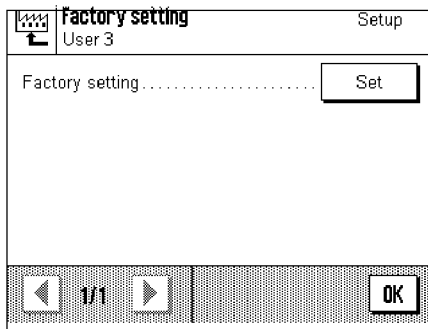 Factory setting Setup
User 3
Factory setting...................... Set
1/1 OK